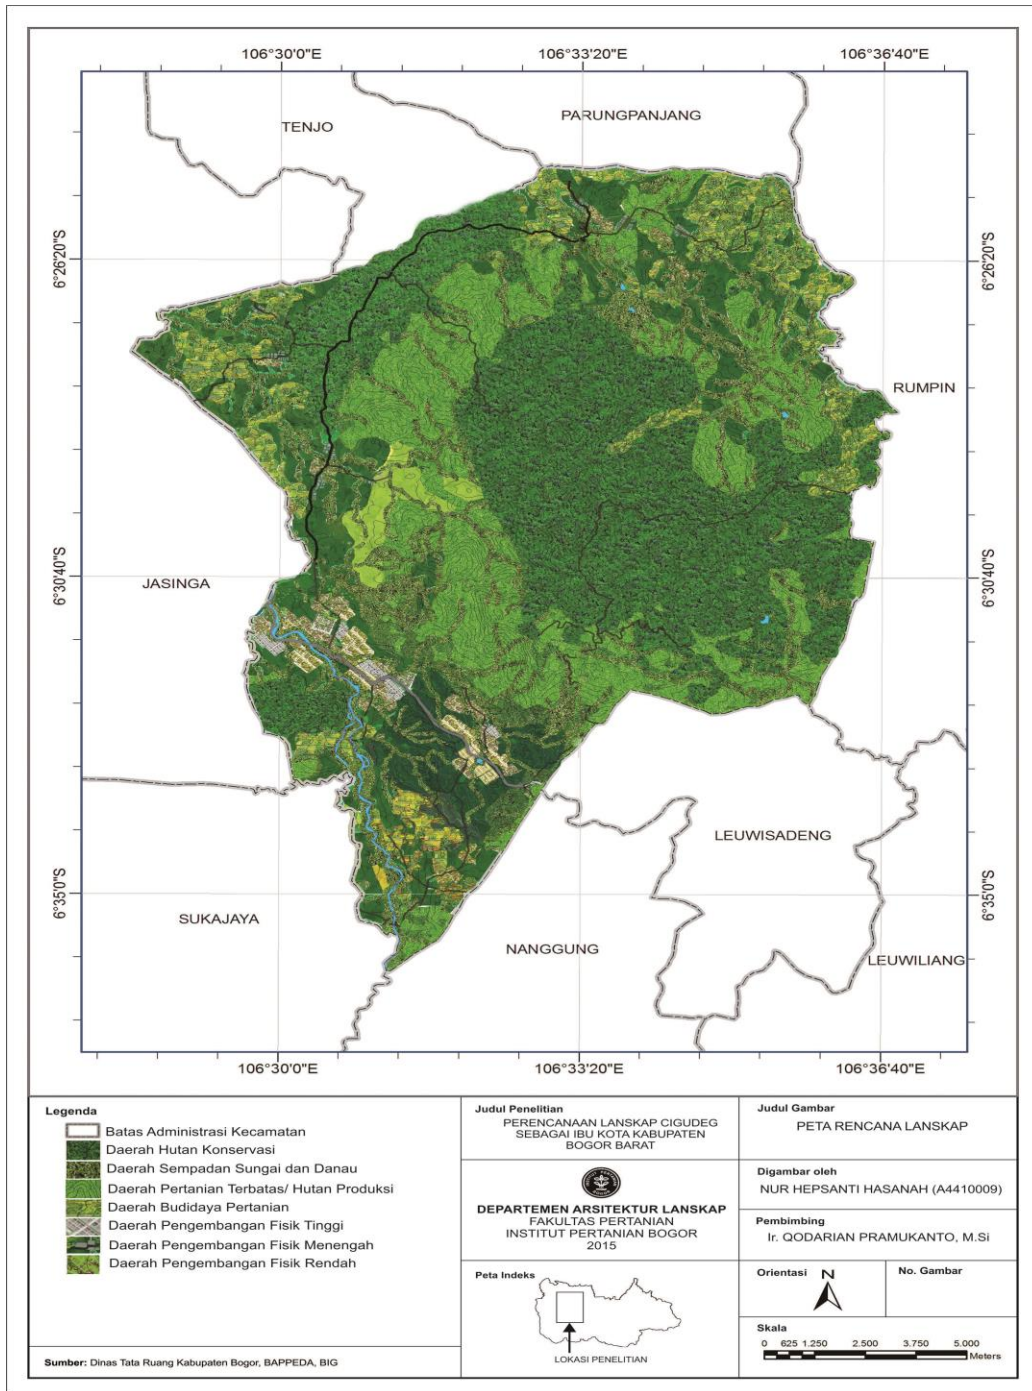 106°30'0"E
106°33'20"E
106°36'40"E
TENJO
PARUNGPANJANG
6°26'20"S
6°26'20"S
RUMPIN
JASINGA
6°30'40"S
6°30'40"S
LEUWISADENG
6°35'0"S
6°35'0"S
SUKAJAYA
NANGGUNG
LEUWILIANG
106°30'0"E
106°33'20"E
106°36'40"E
Legenda
Batas Administrasi Kecamatan
Daerah Hutan Konservasi
Daerah Sempadan Sungai dan Danau
Daerah Pertanian Terbatas/ Hutan Produksi
Daerah Budidaya Pertanian
Daerah Pengembangan Fisik Tinggi
Daerah Pengembangan Fisik Menengah
Daerah Pengembangan Fisik Rendah
Sumber: Dinas Tata Ruang Kabupaten Bogor, BAPPEDA, BIG
Judul Penelitian
PERENCANAAN LANSKAP CIGUDEG
SEBAGAI IBU KOTA KABUPATEN
BOGOR BARAT
DEPARTEMEN ARSITEKTUR LANSKAP
FAKULTAS PERTANIAN
INSTITUT PERTANIAN BOGOR
2015
Peta Indeks
LOKASI PENELITIAN
Judul Gambar
PETA RENCANA LANSKAP
Digambar oleh
NUR HEPSANTI HASANAH (A4410009)
Pembimbing
Ir. QODARIAN PRAMUKANTO, M.Si
Orientasi
N
No. Gambar
Skala
0 625 1.250 2.500 3.750 5.000
Meters